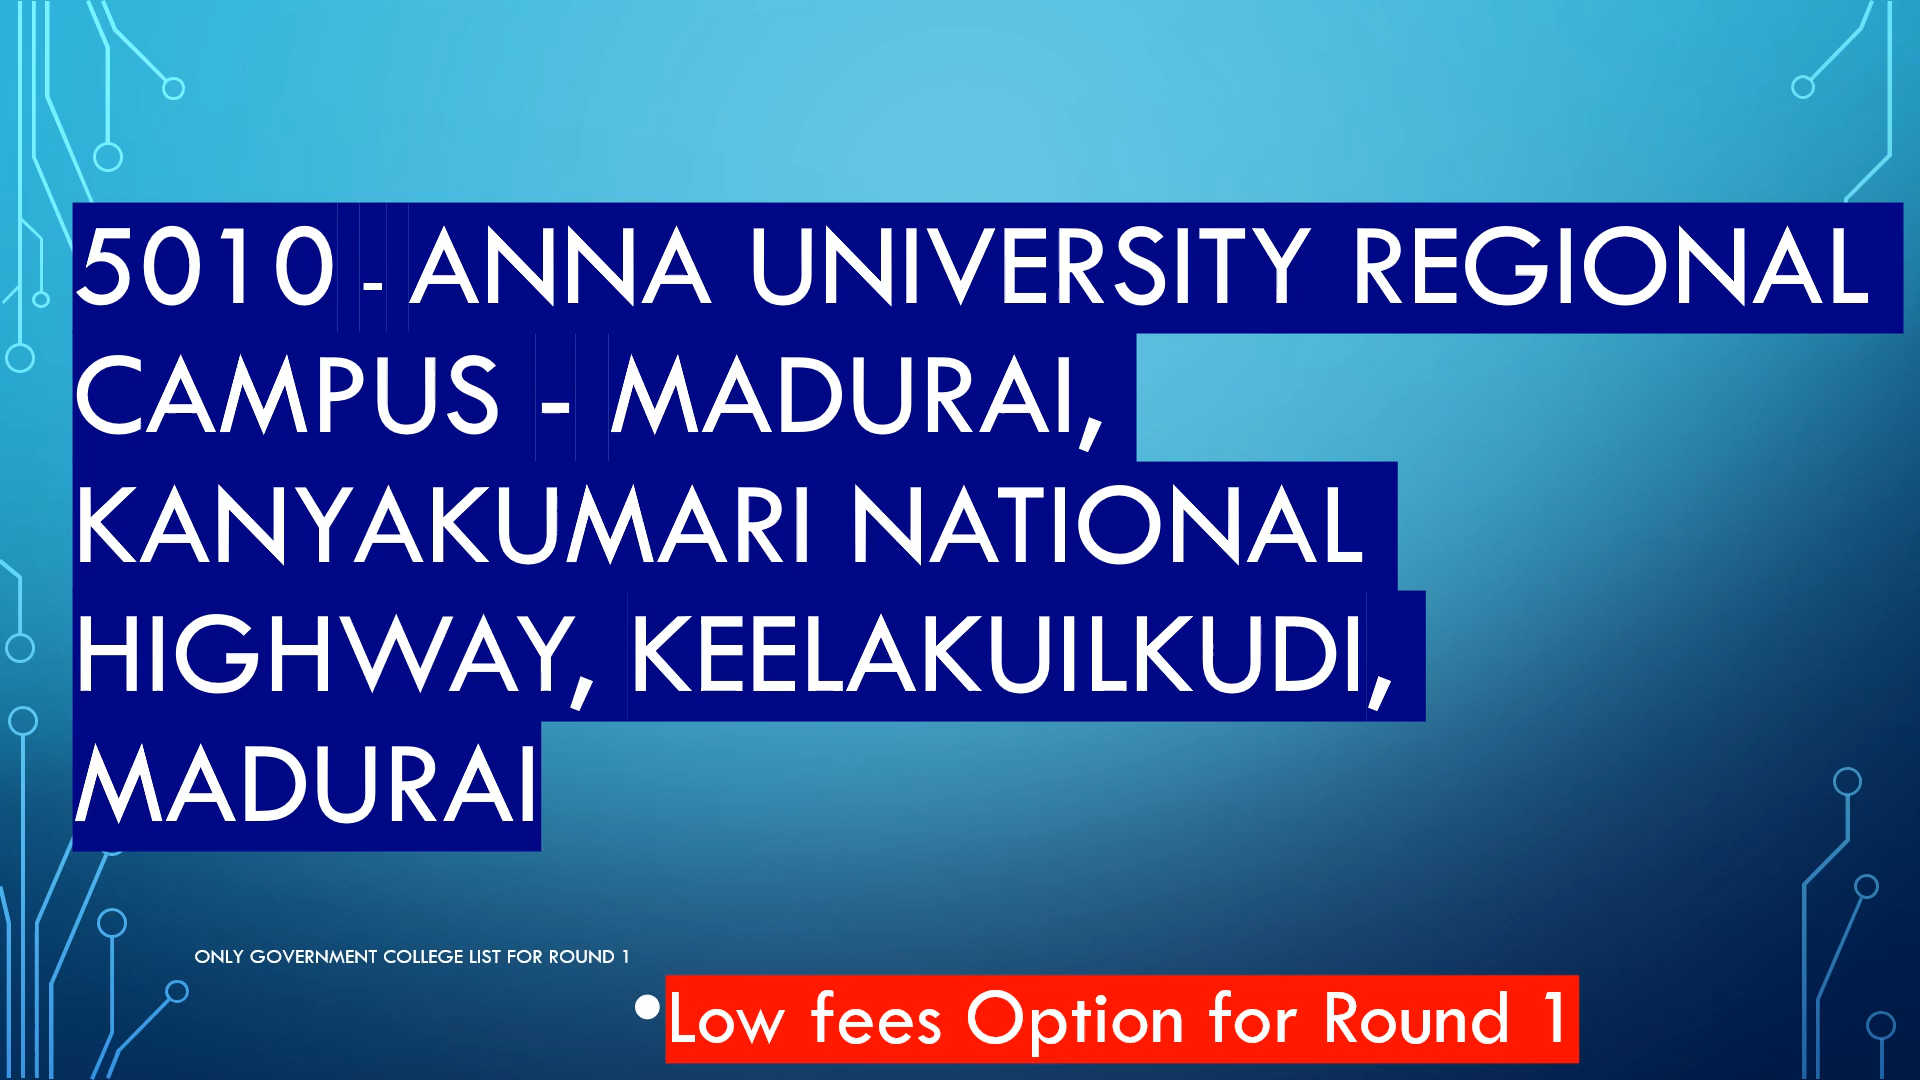 5010 - ANNA UNIVERSITY REGIONAL
CAMPUS - MADURAI,
KANYAKUMARI NATIONAL
HIGHWAY, KEELAKUILKUDI,
MADURAI
ONLY GOVERNMENT COLLEGE LIST FOR ROUND 1
•Low fees Option for Round 1